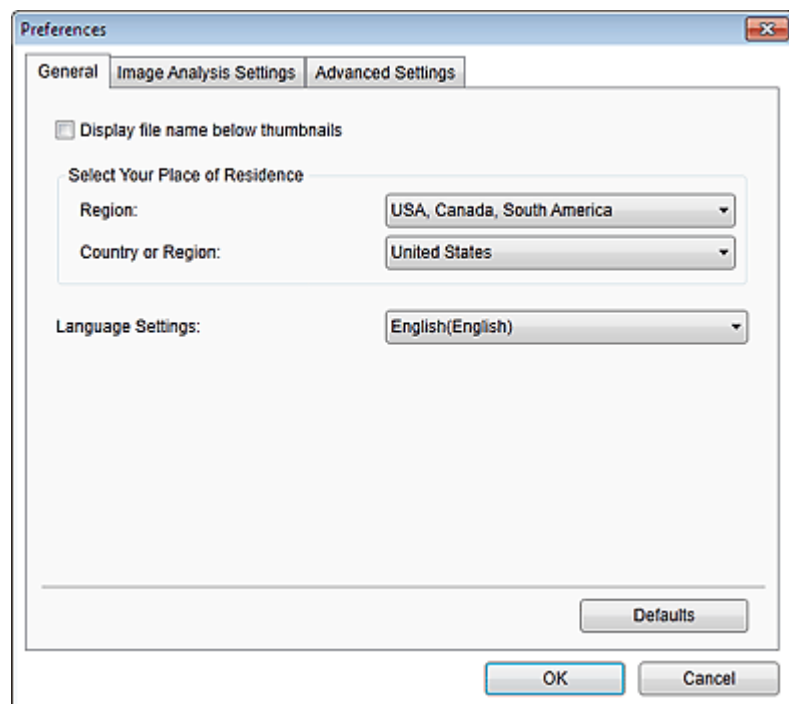 Preferences
General Image Analysis Settings Advanced Settings
Display file name below thumbnails
Select Your Place of Residence
Region: USA, Canada, South America
Country or Region: United States
Language Settings: English(English)
Defaults
OK Cancel